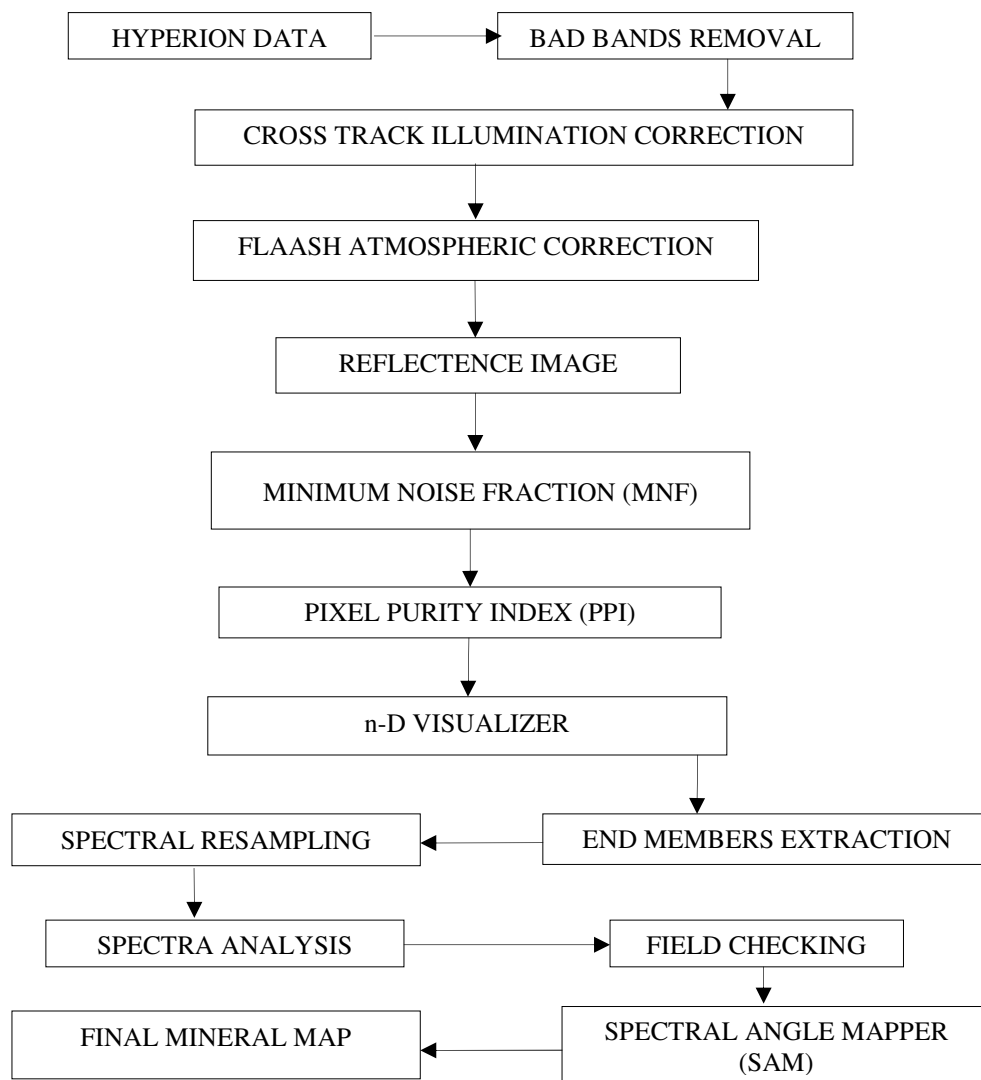 HYPERION DATA
BAD BANDS REMOVAL
CROSS TRACK ILLUMINATION CORRECTION
FLAASH ATMOSPHERIC CORRECTION
REFLECTENCE IMAGE
MINIMUM NOISE FRACTION (MNF)
PIXEL PURITY INDEX (PPI)
n-D VISUALIZER
END MEMBERS EXTRACTION
SPECTRAL RESAMPLING
SPECTRA ANALYSIS
FIELD CHECKING
SPECTRAL ANGLE MAPPER
(SAM)
FINAL MINERAL MAP